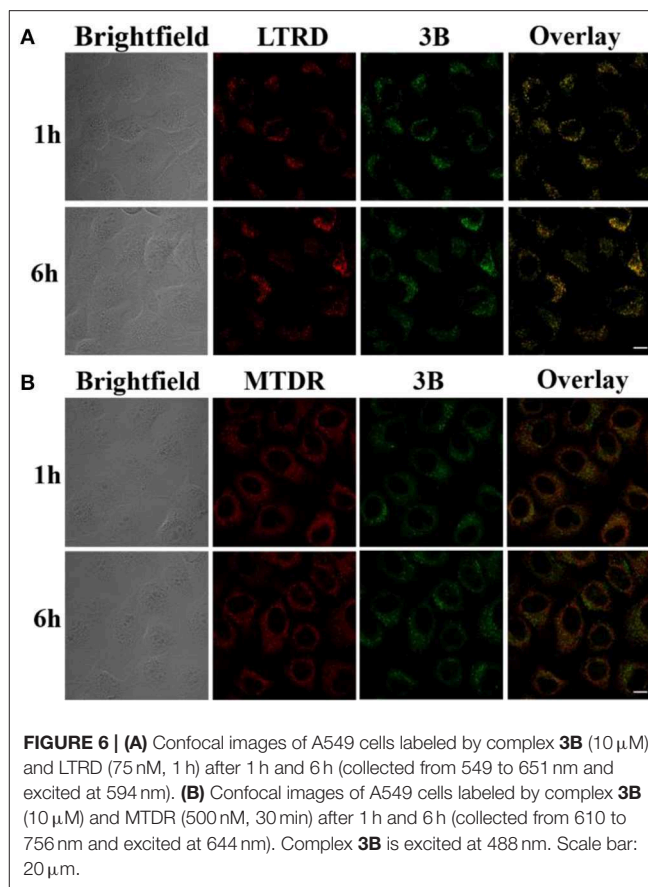 A Brightfield LTRD 3B Overlay
1h
6h
B Brightfield MTDR 3B Overlay
1h
6h
FIGURE 6 | (A) Confocal images of A549 cells labeled by complex 3B (10 μM)
and LTRD (75 nM, 1 h) after 1 h and 6 h (collected from 549 to 651 nm and
excited at 594 nm). (B) Confocal images of A549 cells labeled by complex 3B
(10 μM) and MTDR (500 nM, 30 min) after 1 h and 6 h (collected from 610 to
756 nm and excited at 644 nm). Complex 3B is excited at 488 nm. Scale bar:
20 μm.